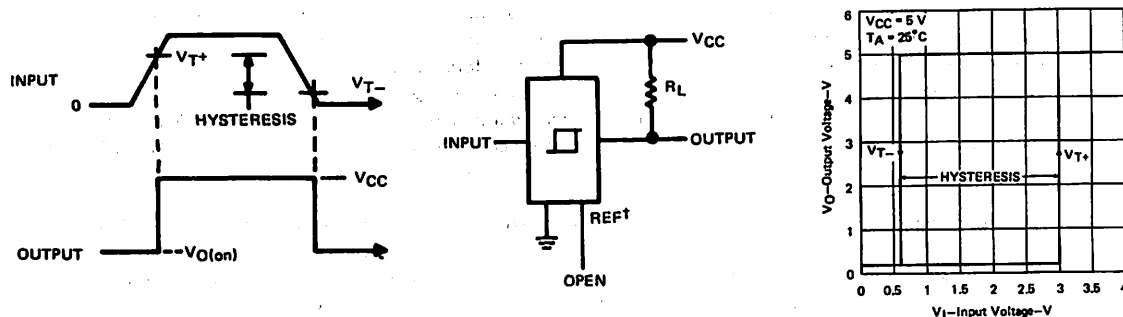 INPUT
0
VT+
VT–
HYSTERESIS
VCC
OUTPUT
VO(on)
VCC
RL
INPUT
OUTPUT
REF†
OPEN
VCC = 5 V
TA = 25°C
VO–Output Voltage–V
6
5
4
3
2
1
0
VT–
VT+
HYSTERESIS
0 0.5 1 1.5 2 2.5 3 3.5 4
VI–Input Voltage–V